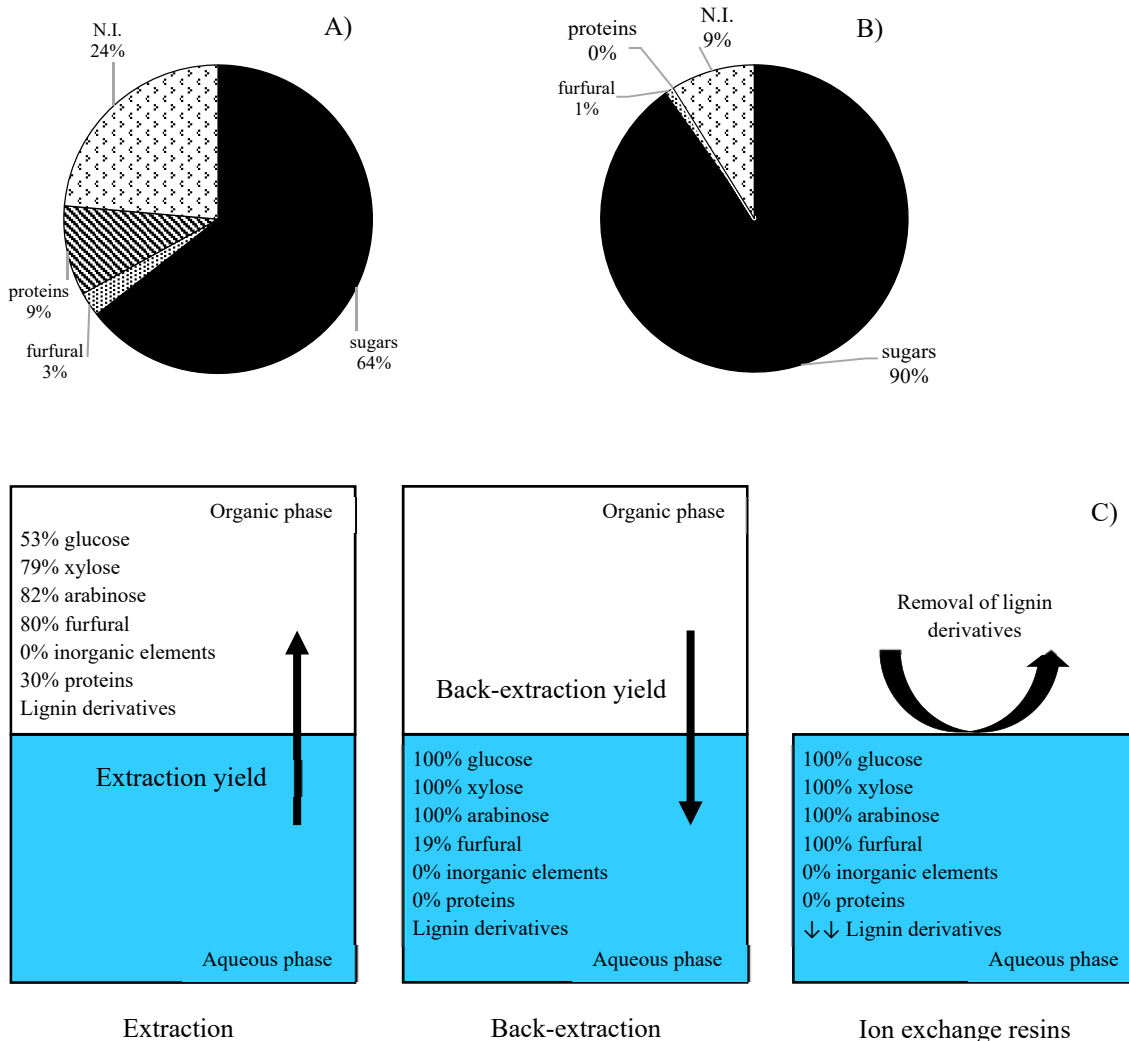 A)
N.I.
24%
proteins
9%
furfural
3%
sugars
64%
B)
proteins
0%
N.I.
9%
furfural
1%
sugars
90%
C)
Organic phase
53% glucose
79% xylose
82% arabinose
80% furfural
0% inorganic elements
30% proteins
Lignin derivatives
Extraction yield
Aqueous phase
Extraction
Organic phase
Back-extraction yield
100% glucose
100% xylose
100% arabinose
19% furfural
0% inorganic elements
0% proteins
Lignin derivatives
Aqueous phase
Back-extraction
Removal of lignin
derivatives
100% glucose
100% xylose
100% arabinose
100% furfural
0% inorganic elements
0% proteins
↓↓ Lignin derivatives
Aqueous phase
Ion exchange resins